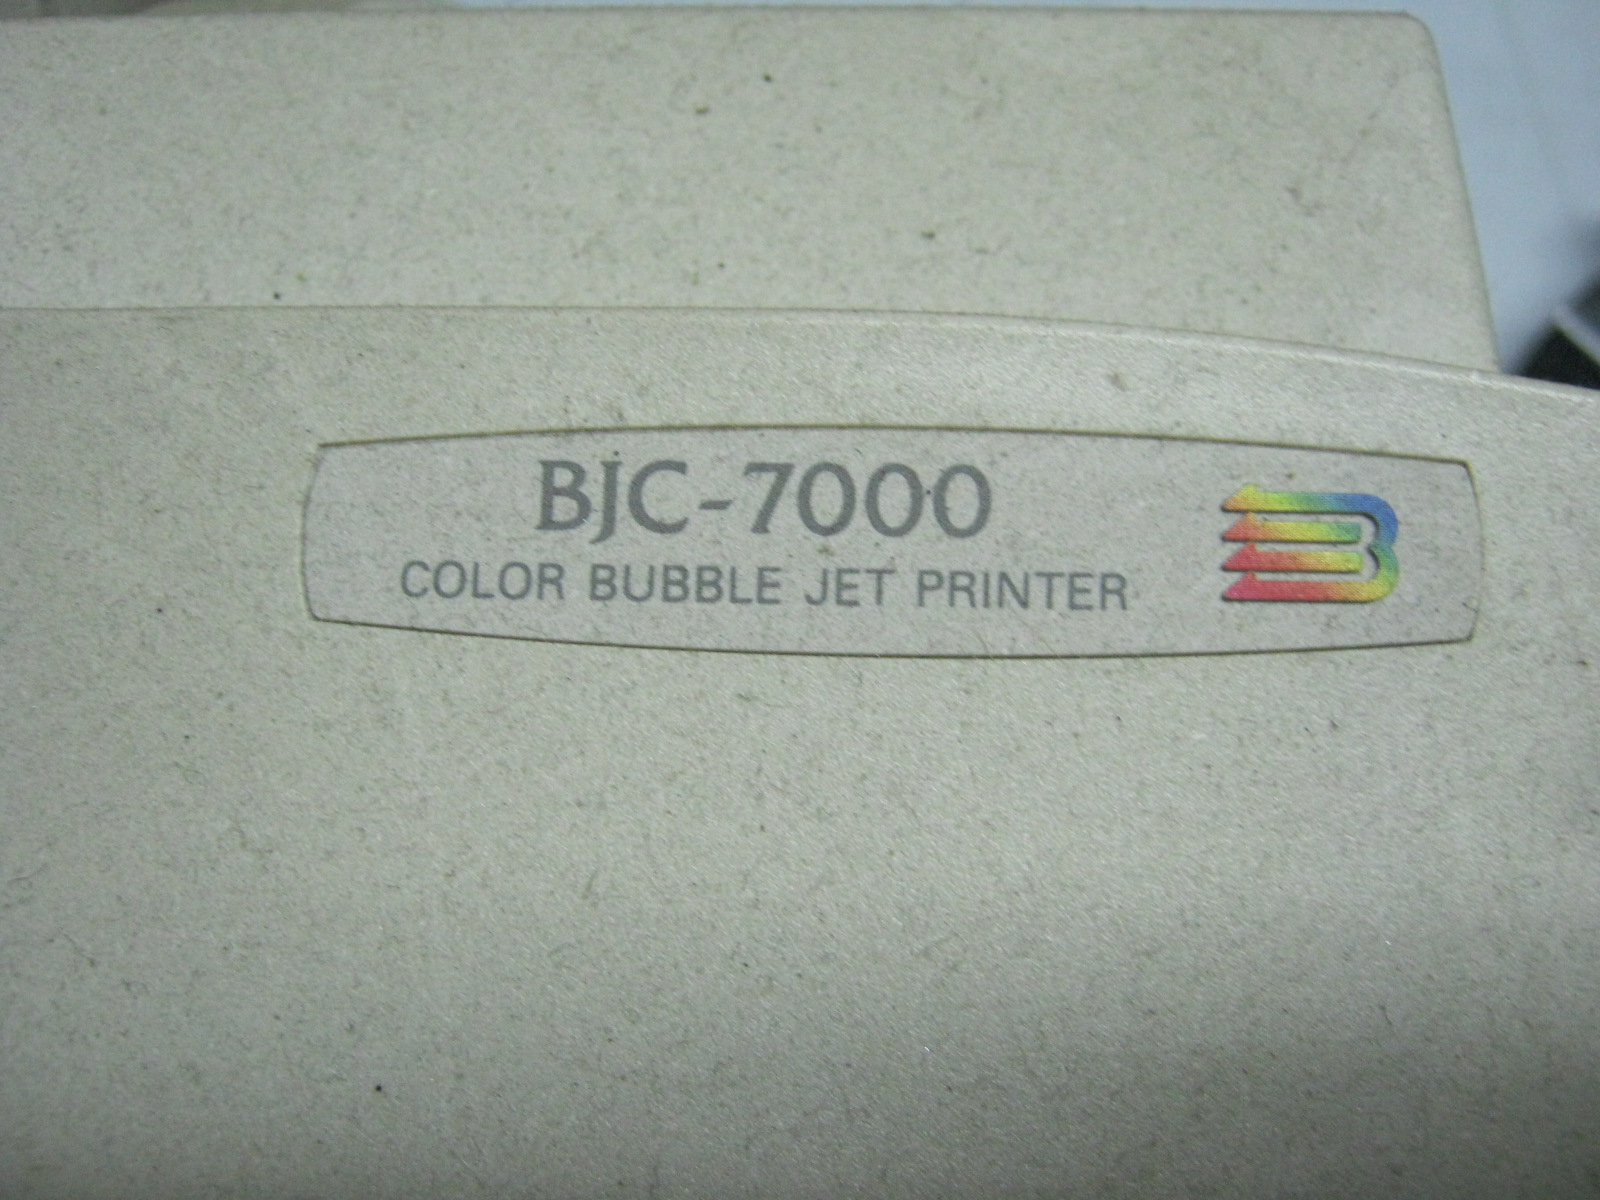 BJC-7000
COLOR BUBBLE JET PRINTER